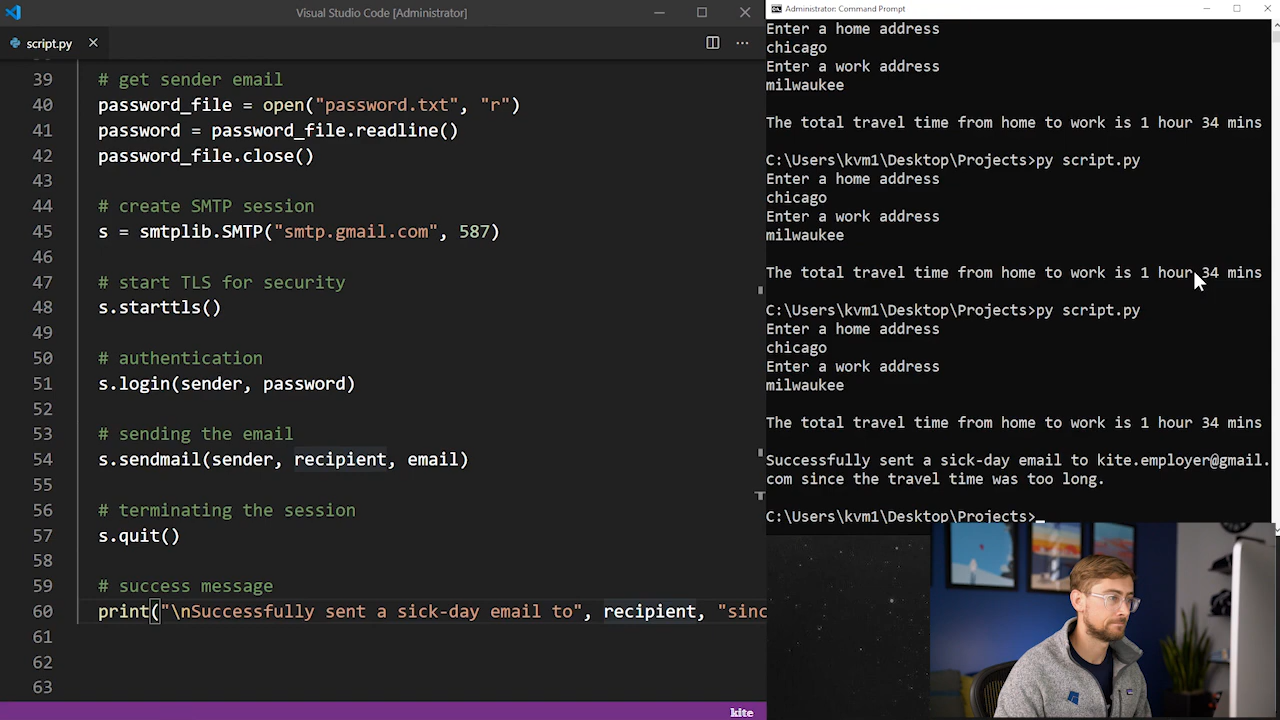 Visual Studio Code [Administrator]
script.py
39 # get sender email
40 password_file = open("password.txt", "r")
41 password = password_file.readline()
42 password_file.close()
43
44 # create SMTP session
45 s = smtplib.SMTP("smtp.gmail.com", 587)
46
47 # start TLS for security
48 s.starttls()
49
50 # authentication
51 s.login(sender, password)
52
53 # sending the email
54 s.sendmail(sender, recipient, email)
55
56 # terminating the session
57 s.quit()
58
59 # success message
60 print("\nSuccessfully sent a sick-day email to", recipient, "sinc
61
62
63
kite
Administrator: Command Prompt
Enter a home address
chicago
Enter a work address
milwaukee
The total travel time from home to work is 1 hour 34 mins
C:\Users\kvm1\Desktop\Projects>py script.py
Enter a home address
chicago
Enter a work address
milwaukee
The total travel time from home to work is 1 hour 34 mins
C:\Users\kvm1\Desktop\Projects>py script.py
Enter a home address
chicago
Enter a work address
milwaukee
The total travel time from home to work is 1 hour 34 mins
Successfully sent a sick-day email to kite.employer@gmail.
com since the travel time was too long.
C:\Users\kvm1\Desktop\Projects>